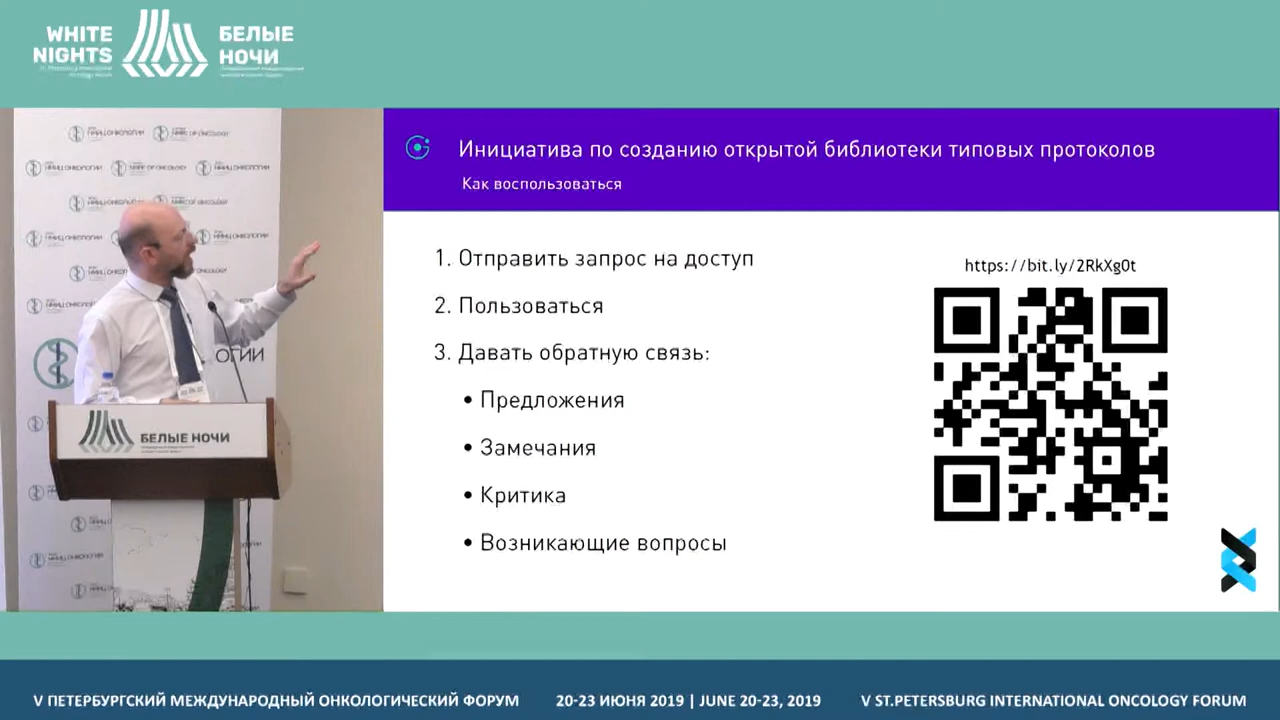 WHITE
NIGHTS
БЕЛЫЕ
НОЧИ
Инициатива по созданию открытой библиотеки типовых протоколов
Как воспользоваться
1. Отправить запрос на доступ
2. Пользоваться
3. Давать обратную связь:
• Предложения
• Замечания
• Критика
• Возникающие вопросы
https://bit.ly/2RkXg0t
БЕЛЫЕ НОЧИ
V ПЕТЕРБУРГСКИЙ МЕЖДУНАРОДНЫЙ ОНКОЛОГИЧЕСКИЙ ФОРУМ
20-23 ИЮНЯ 2019 | JUNE 20-23, 2019
V ST.PETERSBURG INTERNATIONAL ONCOLOGY FORUM